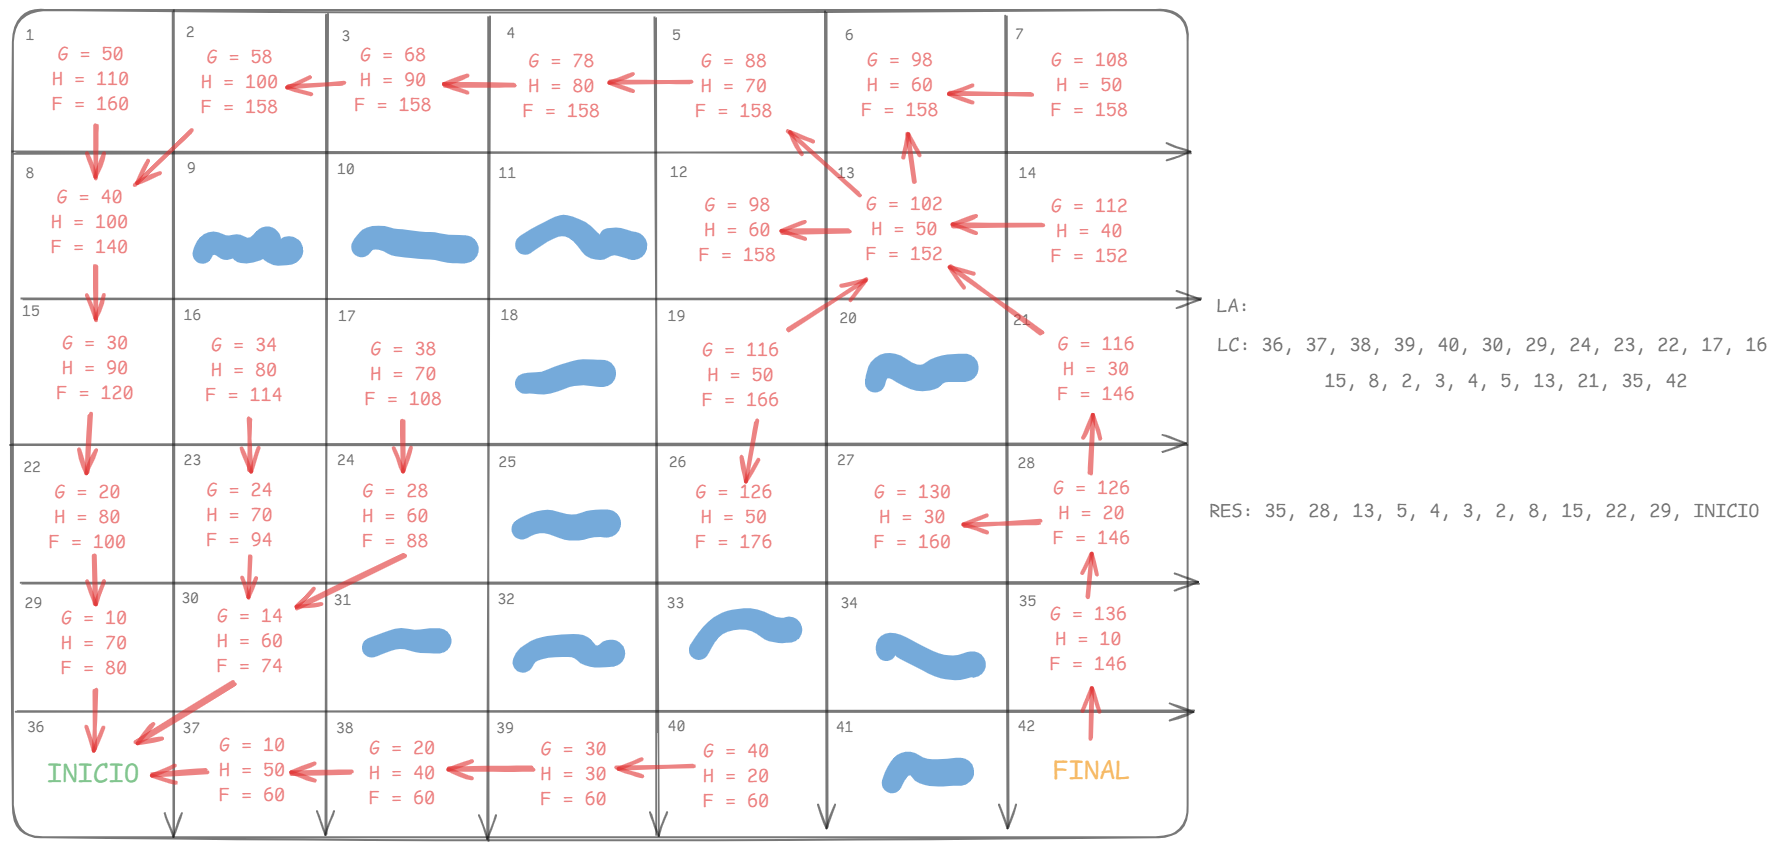 1
G = 50
H = 110
F = 160
2
G = 58
H = 100
F = 158
3
G = 68
H = 90
F = 158
4
G = 78
H = 80
F = 158
5
G = 88
H = 70
F = 158
6
G = 98
H = 60
F = 158
7
G = 108
H = 50
F = 158
8
G = 40
H = 100
F = 140
9
10
11
12
G = 98
H = 60
F = 158
13
G = 102
H = 50
F = 152
14
G = 112
H = 40
F = 152
15
G = 30
H = 90
F = 120
16
G = 34
H = 80
F = 114
17
G = 38
H = 70
F = 108
18
19
G = 116
H = 50
F = 166
20
21
G = 116
H = 30
F = 146
22
G = 20
H = 80
F = 100
23
G = 24
H = 70
F = 94
24
G = 28
H = 60
F = 88
25
26
G = 126
H = 50
F = 176
27
G = 130
H = 30
F = 160
28
G = 126
H = 20
F = 146
29
G = 10
H = 70
F = 80
30
G = 14
H = 60
F = 74
31
32
33
34
35
G = 136
H = 10
F = 146
36
INICIO
37
G = 10
H = 50
F = 60
38
G = 20
H = 40
F = 60
39
G = 30
H = 30
F = 60
40
G = 40
H = 20
F = 60
41
42
FINAL
LA:
LC: 36, 37, 38, 39, 40, 30, 29, 24, 23, 22, 17, 16
15, 8, 2, 3, 4, 5, 13, 21, 35, 42
RES: 35, 28, 13, 5, 4, 3, 2, 8, 15, 22, 29, INICIO